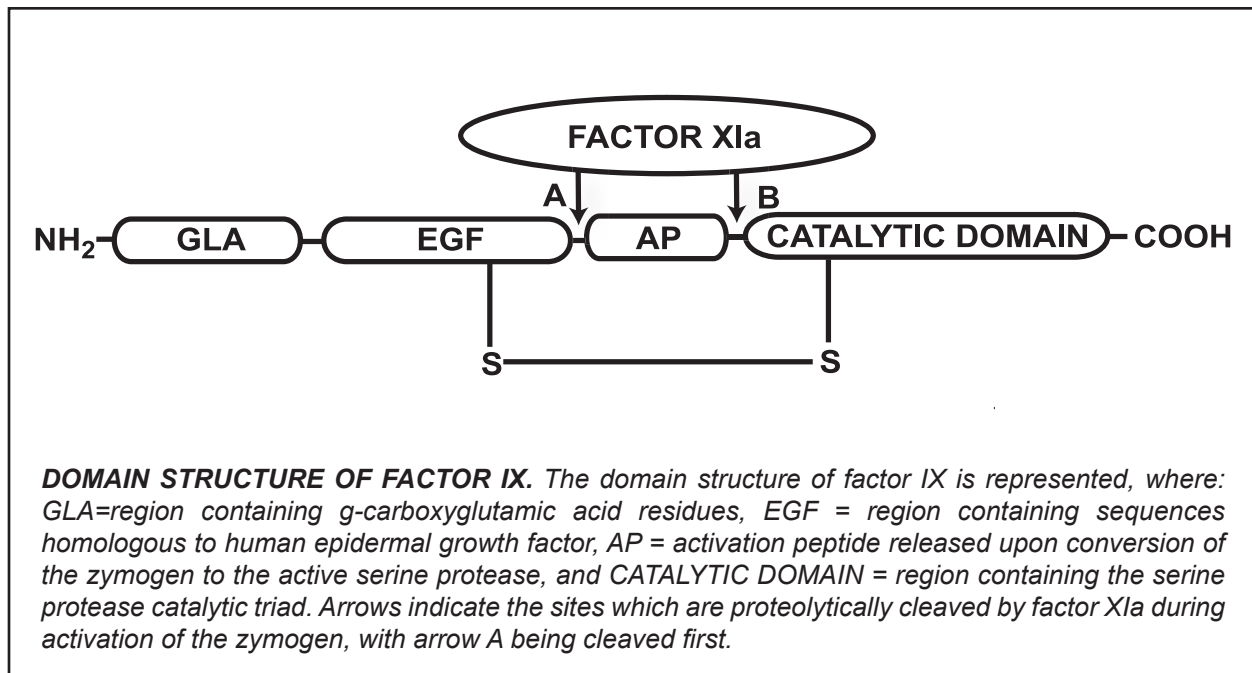 FACTOR XIa
A
B
NH2 GLA EGF AP CATALYTIC DOMAIN COOH
S S
DOMAIN STRUCTURE OF FACTOR IX. The domain structure of factor IX is represented, where:
GLA=region containing g-carboxyglutamic acid residues, EGF = region containing sequences
homologous to human epidermal growth factor, AP = activation peptide released upon conversion of
the zymogen to the active serine protease, and CATALYTIC DOMAIN = region containing the serine
protease catalytic triad. Arrows indicate the sites which are proteolytically cleaved by factor XIa during
activation of the zymogen, with arrow A being cleaved first.